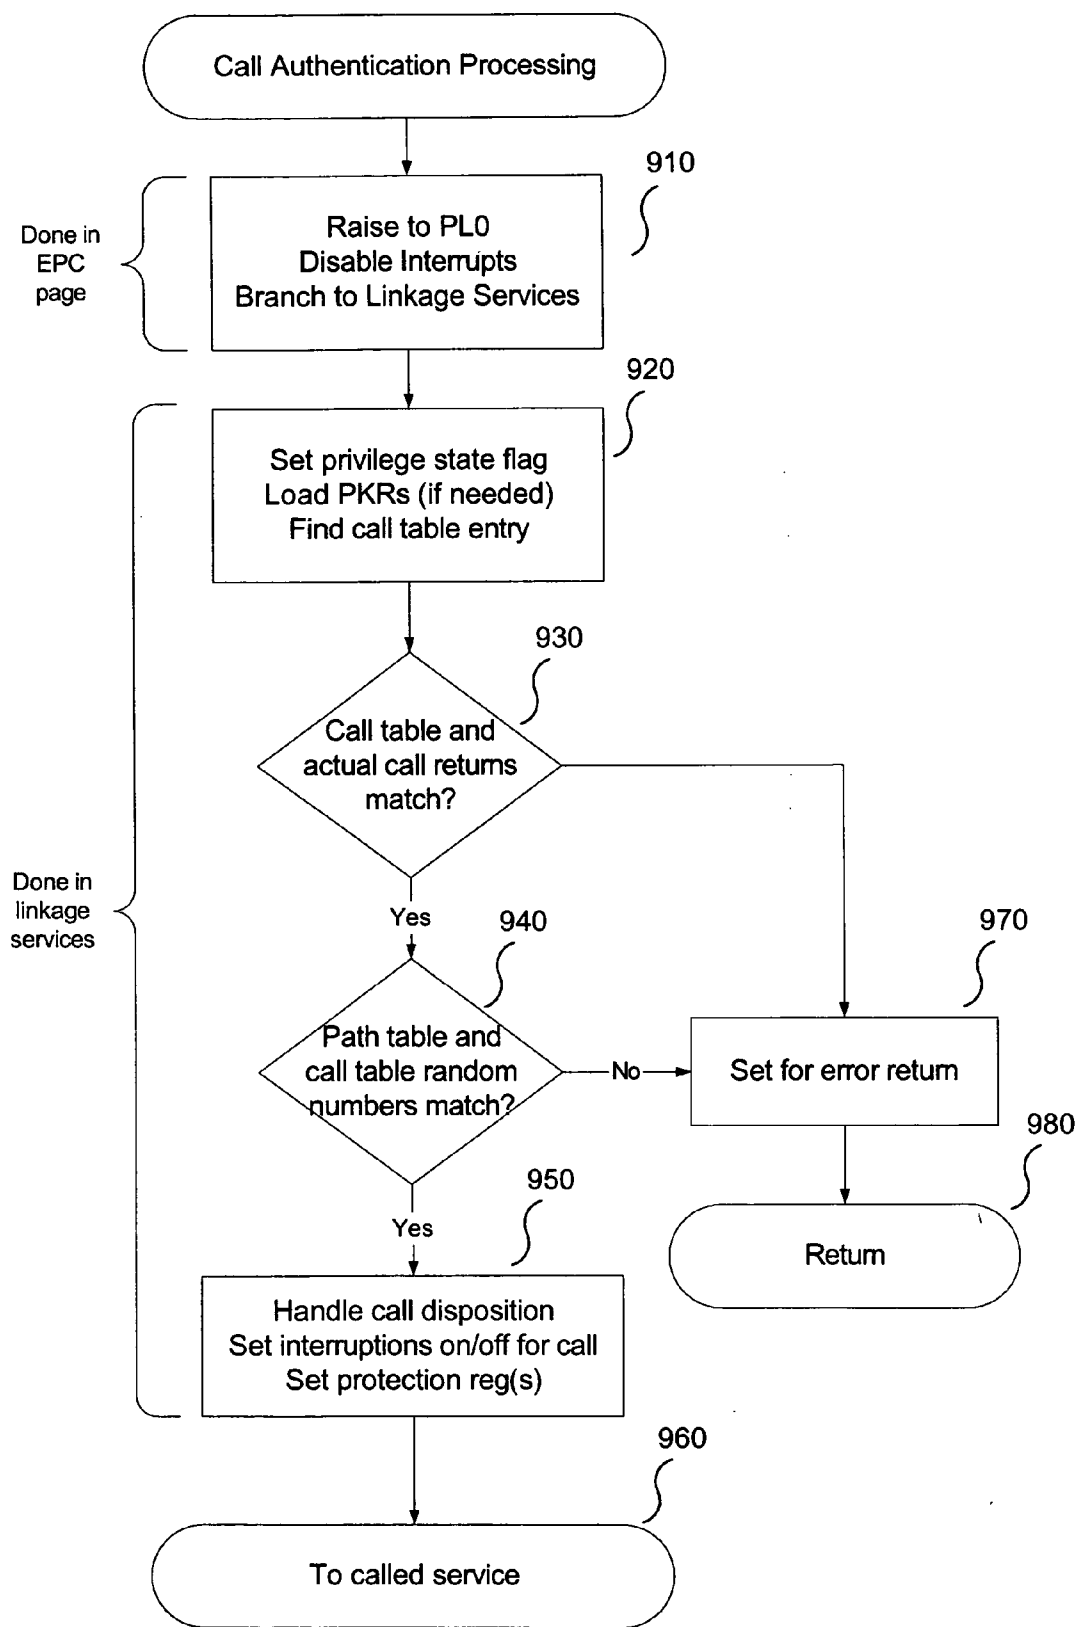 Call Authentication Processing
910
Done in
EPC
page
Raise to PL0
Disable Interrupts
Branch to Linkage Services
920
Set privilege state flag
Load PKRs (if needed)
Find call table entry
930
Call table and
actual call returns
match?
Done in
linkage
services
Yes
940
970
Path table and
call table random
numbers match?
No
Set for error return
980
950
Yes
Return
Handle call disposition
Set interruptions on/off for call
Set protection reg(s)
960
To called service